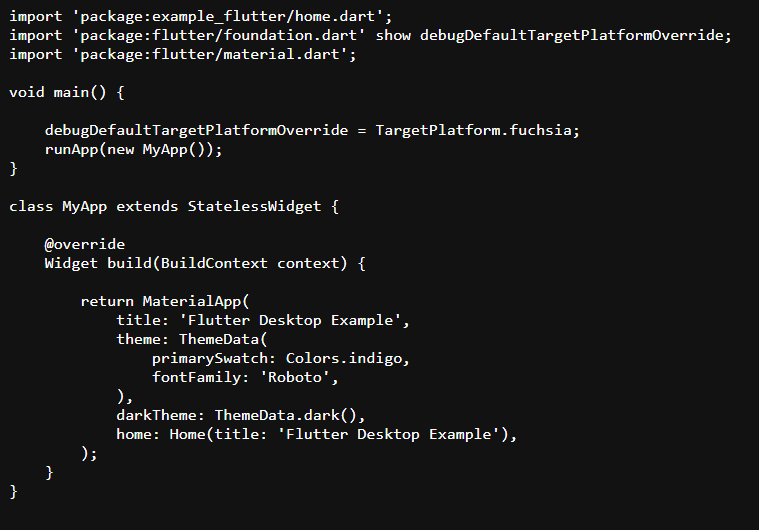 import 'package:example_flutter/home.dart';
import 'package:flutter/foundation.dart' show debugDefaultTargetPlatformOverride;
import 'package:flutter/material.dart';

void main() {

    debugDefaultTargetPlatformOverride = TargetPlatform.fuchsia;
    runApp(new MyApp());
}

class MyApp extends StatelessWidget {

    @override
    Widget build(BuildContext context) {

        return MaterialApp(
            title: 'Flutter Desktop Example',
            theme: ThemeData(
                primarySwatch: Colors.indigo,
                fontFamily: 'Roboto',
            ),
            darkTheme: ThemeData.dark(),
            home: Home(title: 'Flutter Desktop Example'),
        );
    }
}